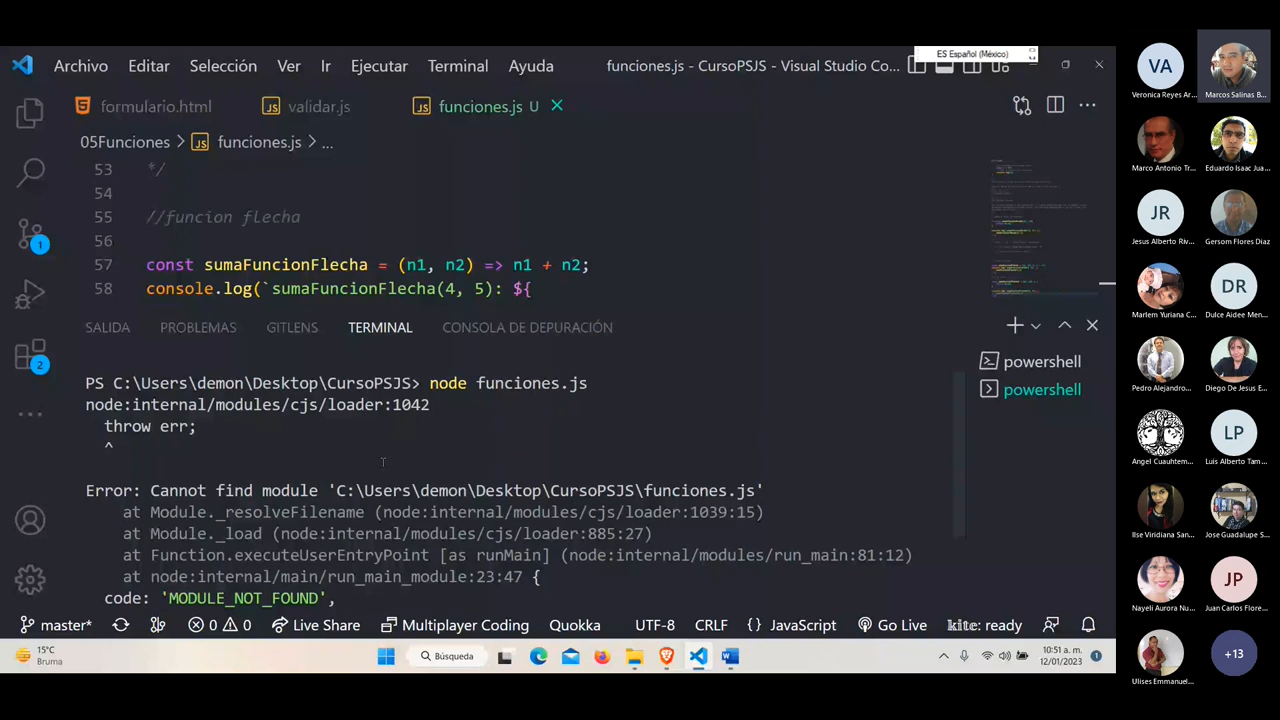 ES Español (México)
Archivo Editar Selección Ver Ir Ejecutar Terminal Ayuda funciones.js - CursoPSJS - Visual Studio Co...
formulario.html JS validar.js JS funciones.js U
05Funciones > JS funciones.js > ...
53 */
54
55 //funcion flecha
56
57 const sumaFuncionFlecha = (n1, n2) => n1 + n2;
58 console.log(`sumaFuncionFlecha(4, 5): ${
SALIDA PROBLEMAS GITLENS TERMINAL CONSOLA DE DEPURACIÓN
PS C:\Users\demon\Desktop\CursoPSJS> node funciones.js
node:internal/modules/cjs/loader:1042
throw err;
^
Error: Cannot find module 'C:\Users\demon\Desktop\CursoPSJS\funciones.js'
at Module._resolveFilename (node:internal/modules/cjs/loader:1039:15)
at Module._load (node:internal/modules/cjs/loader:885:27)
at Function.executeUserEntryPoint [as runMain] (node:internal/modules/run_main:81:12)
at node:internal/main/run_main_module:23:47 {
code: 'MODULE_NOT_FOUND',
powershell
powershell
1
2
master* 0 0 Live Share Multiplayer Coding Quokka UTF-8 CRLF {} JavaScript Go Live kite: ready
15°C
Bruma
Búsqueda
10:51 a. m.
12/01/2023
1
VA
Veronica Reyes Ar...
Marcos Salinas B...
Marco Antonio Tr...
Eduardo Isaac Jua...
JR
Jesus Alberto Riv...
Gersom Flores Diaz
Marlem Yuriana C...
DR
Dulce Aidee Men...
Pedro Alejandro...
Diego De Jesus E...
Angel Cuauhtem...
LP
Luis Alberto Tam...
Ilse Viridiana San...
Jose Guadalupe S...
Nayeli Aurora Nu...
JP
Juan Carlos Flore...
Ulises Emmanuel...
+13